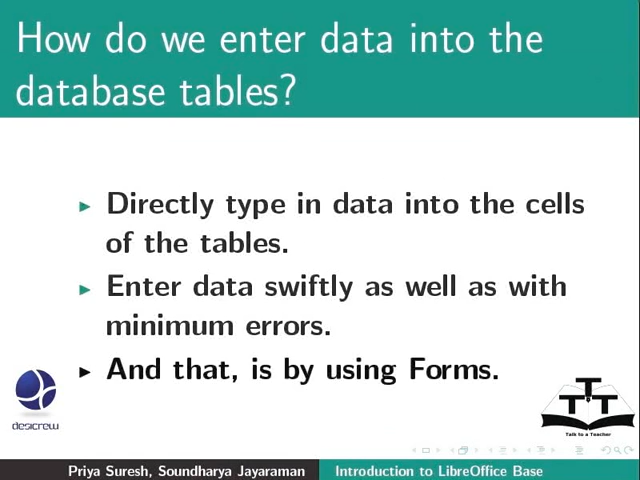 How do we enter data into the
database tables?
Directly type in data into the cells
of the tables.
Enter data swiftly as well as with
minimum errors.
And that, is by using Forms.
desicrew
T
T T
Talk to a Teacher
Priya Suresh, Soundharya Jayaraman Introduction to LibreOffice Base